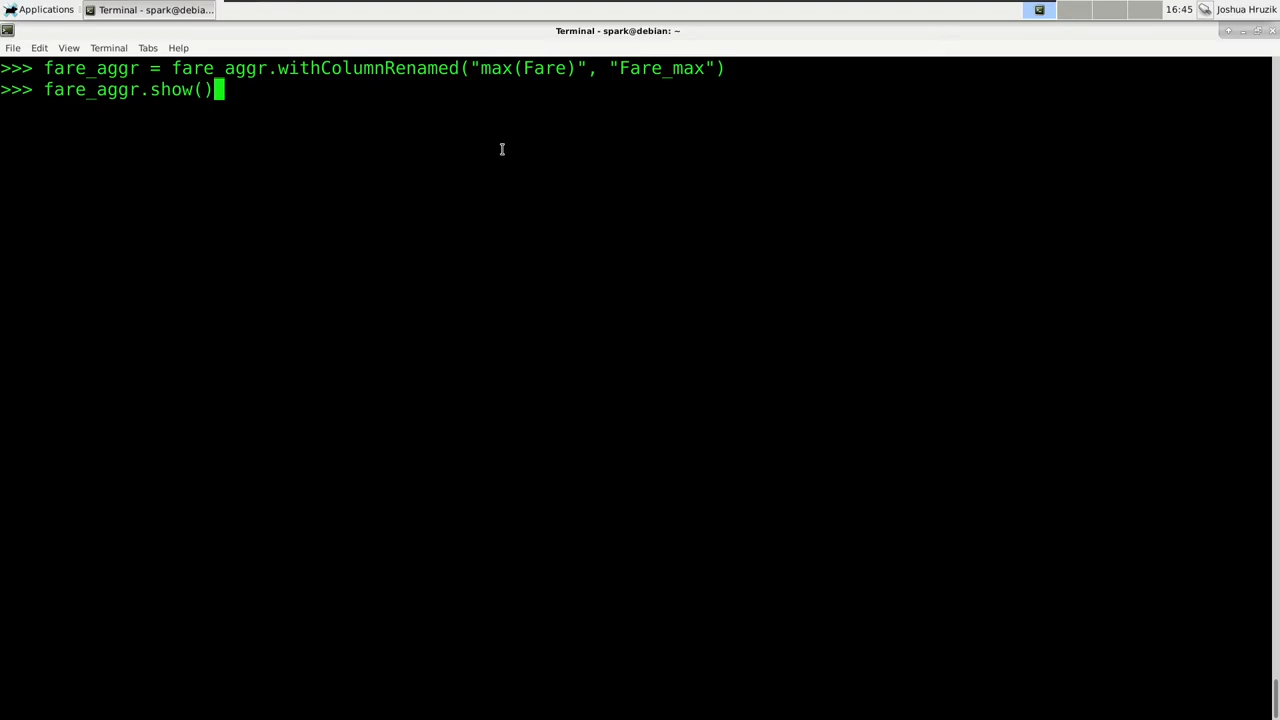 Applications
Terminal - spark@debia...
16:45
Joshua Hruzik
Terminal - spark@debian: ~
File Edit View Terminal Tabs Help
>>> fare_aggr = fare_aggr.withColumnRenamed("max(Fare)", "Fare_max")
>>> fare_aggr.show()